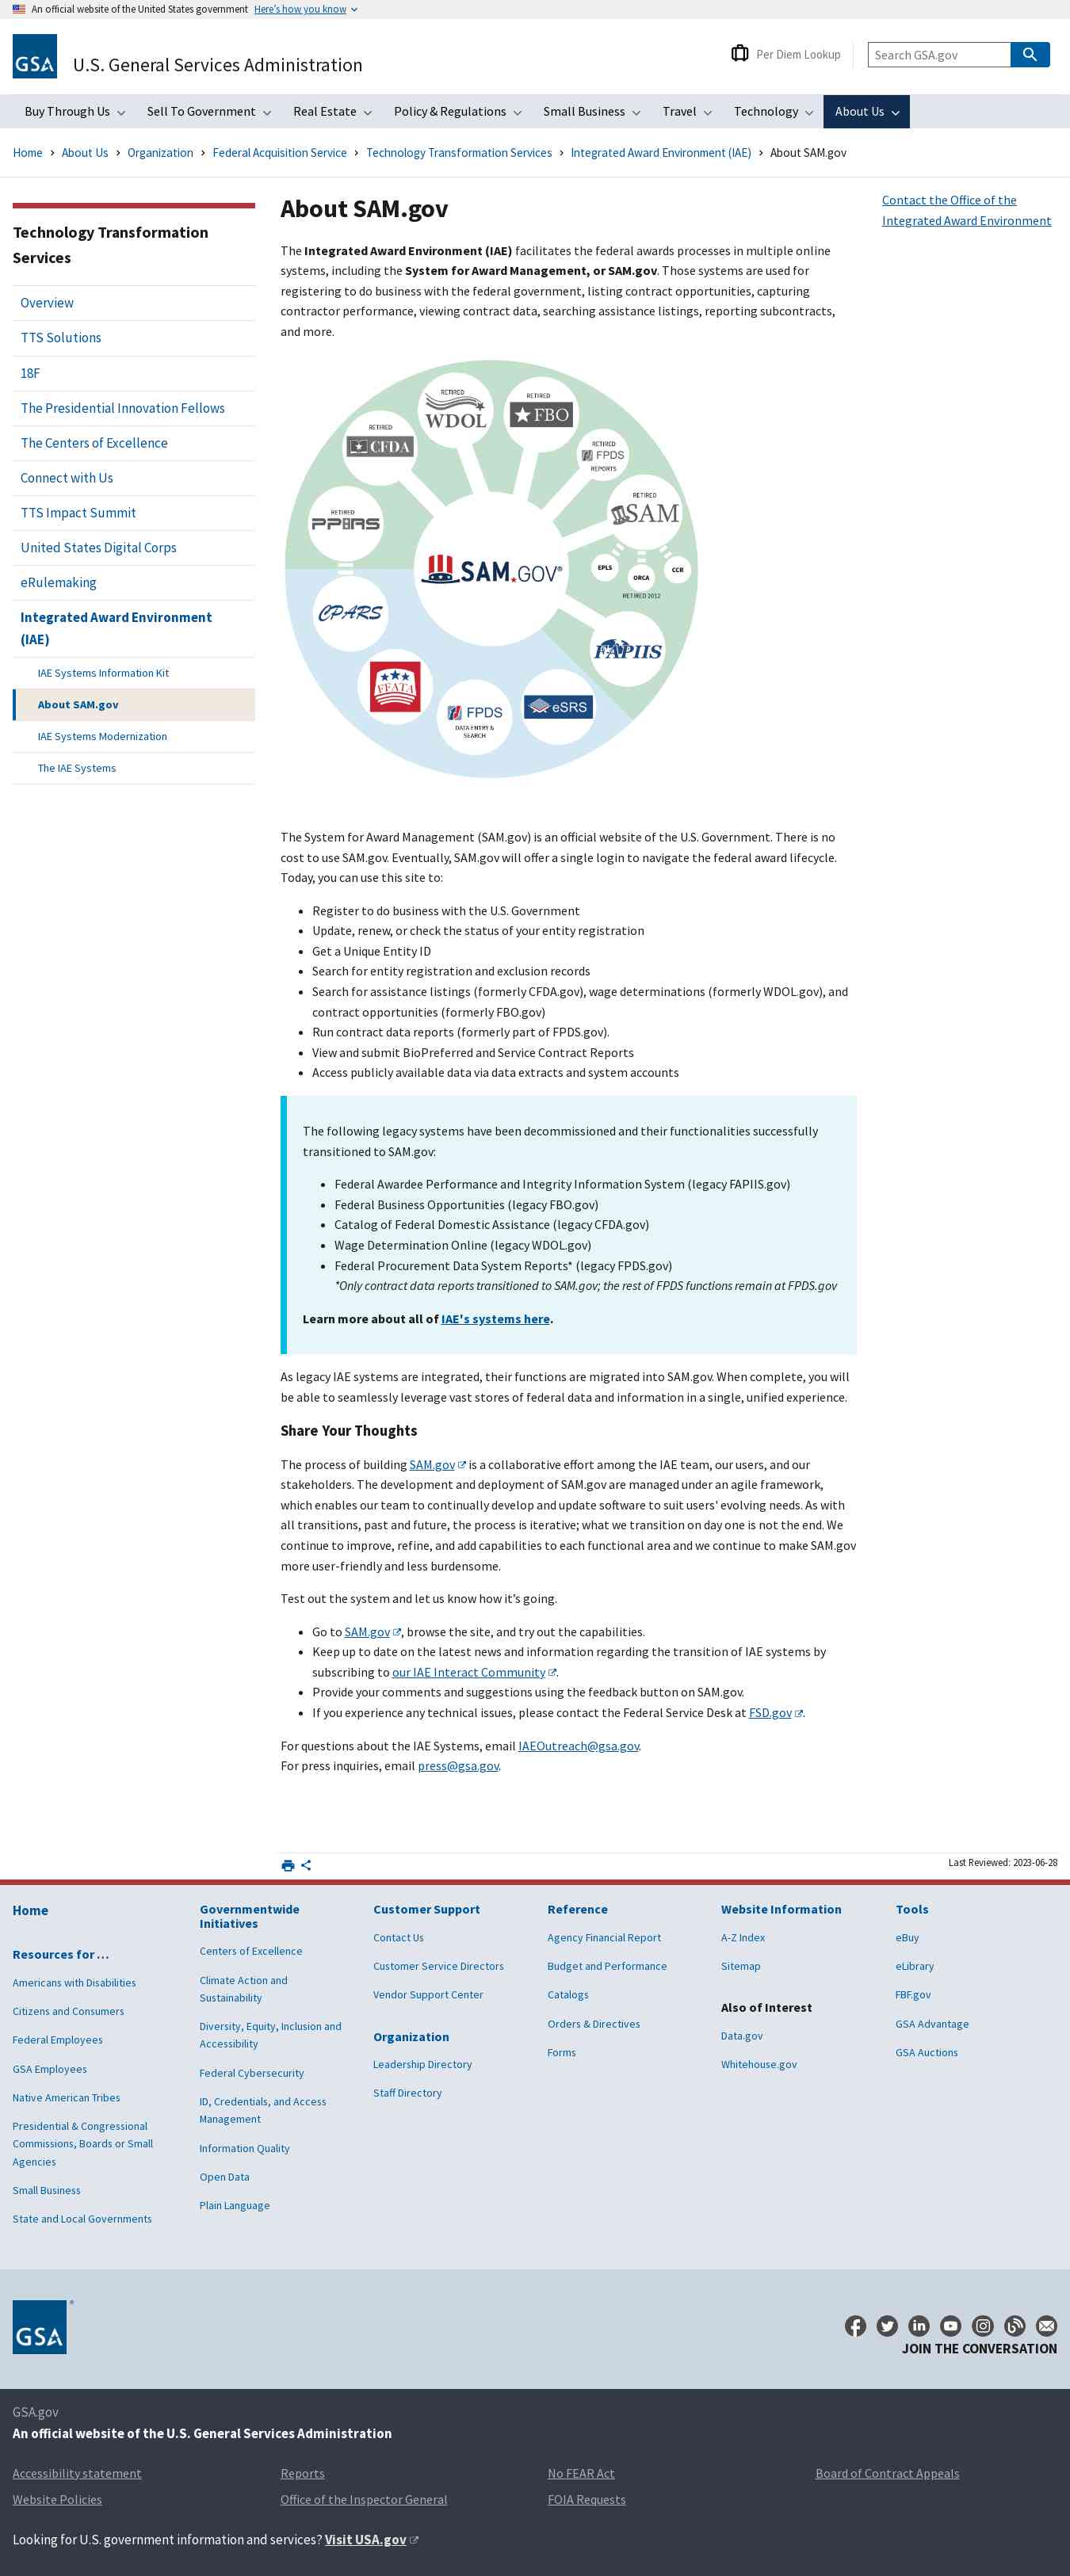 An official website of the United States government Here's how you know
GSA
U.S. General Services Administration
Per Diem Lookup
Search GSA.gov
Buy Through Us
Sell To Government
Real Estate
Policy & Regulations
Small Business
Travel
Technology
About Us
Home > About Us > Organization > Federal Acquisition Service > Technology Transformation Services > Integrated Award Environment (IAE) > About SAM.gov
Technology Transformation
Services
Overview
TTS Solutions
18F
The Presidential Innovation Fellows
The Centers of Excellence
Connect with Us
TTS Impact Summit
United States Digital Corps
eRulemaking
Integrated Award Environment
(IAE)
IAE Systems Information Kit
About SAM.gov
IAE Systems Modernization
The IAE Systems
About SAM.gov
The Integrated Award Environment (IAE) facilitates the federal awards processes in multiple online
systems, including the System for Award Management, or SAM.gov. Those systems are used for
registering to do business with the federal government, listing contract opportunities, capturing
contractor performance, viewing contract data, searching assistance listings, reporting subcontracts,
and more.
RETIRED
WDOL
RETIRED
FBO
RETIRED
CFDA
RETIRED
FPDS
REPORTS
RETIRED
SAM
RETIRED
PPIRS
SAM.GOV®
EPLS
ORCA
CCR
RETIRED 2012
CPARS
FAPIIS
FFATA
FPDS
DATA ENTRY &
SEARCH
eSRS
The System for Award Management (SAM.gov) is an official website of the U.S. Government. There is no
cost to use SAM.gov. Eventually, SAM.gov will offer a single login to navigate the federal award lifecycle.
Today, you can use this site to:
• Register to do business with the U.S. Government
• Update, renew, or check the status of your entity registration
• Get a Unique Entity ID
• Search for entity registration and exclusion records
• Search for assistance listings (formerly CFDA.gov), wage determinations (formerly WDOL.gov), and
contract opportunities (formerly FBO.gov)
• Run contract data reports (formerly part of FPDS.gov).
• View and submit BioPreferred and Service Contract Reports
• Access publicly available data via data extracts and system accounts
The following legacy systems have been decommissioned and their functionalities successfully
transitioned to SAM.gov:
• Federal Awardee Performance and Integrity Information System (legacy FAPIIS.gov)
• Federal Business Opportunities (legacy FBO.gov)
• Catalog of Federal Domestic Assistance (legacy CFDA.gov)
• Wage Determination Online (legacy WDOL.gov)
• Federal Procurement Data System Reports* (legacy FPDS.gov)
*Only contract data reports transitioned to SAM.gov; the rest of FPDS functions remain at FPDS.gov
Learn more about all of IAE's systems here.
As legacy IAE systems are integrated, their functions are migrated into SAM.gov. When complete, you will
be able to seamlessly leverage vast stores of federal data and information in a single, unified experience.
Share Your Thoughts
The process of building SAM.gov is a collaborative effort among the IAE team, our users, and our
stakeholders. The development and deployment of SAM.gov are managed under an agile framework,
which enables our team to continually develop and update software to suit users' evolving needs. As with
all transitions, past and future, the process is iterative; what we transition on day one is not the end. We
continue to improve, refine, and add capabilities to each functional area and we continue to make SAM.gov
more user-friendly and less burdensome.
Test out the system and let us know how it’s going.
• Go to SAM.gov, browse the site, and try out the capabilities.
• Keep up to date on the latest news and information regarding the transition of IAE systems by
subscribing to our IAE Interact Community.
• Provide your comments and suggestions using the feedback button on SAM.gov.
• If you experience any technical issues, please contact the Federal Service Desk at FSD.gov.
For questions about the IAE Systems, email IAEOutreach@gsa.gov.
For press inquiries, email press@gsa.gov.
Contact the Office of the
Integrated Award Environment
Last Reviewed: 2023-06-28
Home
Resources for …
Americans with Disabilities
Citizens and Consumers
Federal Employees
GSA Employees
Native American Tribes
Presidential & Congressional
Commissions, Boards or Small
Agencies
Small Business
State and Local Governments
Governmentwide
Initiatives
Centers of Excellence
Climate Action and
Sustainability
Diversity, Equity, Inclusion and
Accessibility
Federal Cybersecurity
ID, Credentials, and Access
Management
Information Quality
Open Data
Plain Language
Customer Support
Contact Us
Customer Service Directors
Vendor Support Center
Organization
Leadership Directory
Staff Directory
Reference
Agency Financial Report
Budget and Performance
Catalogs
Orders & Directives
Forms
Website Information
A-Z Index
Sitemap
Also of Interest
Data.gov
Whitehouse.gov
Tools
eBuy
eLibrary
FBF.gov
GSA Advantage
GSA Auctions
GSA®
JOIN THE CONVERSATION
GSA.gov
An official website of the U.S. General Services Administration
Accessibility statement
Reports
No FEAR Act
Board of Contract Appeals
Website Policies
Office of the Inspector General
FOIA Requests
Looking for U.S. government information and services? Visit USA.gov